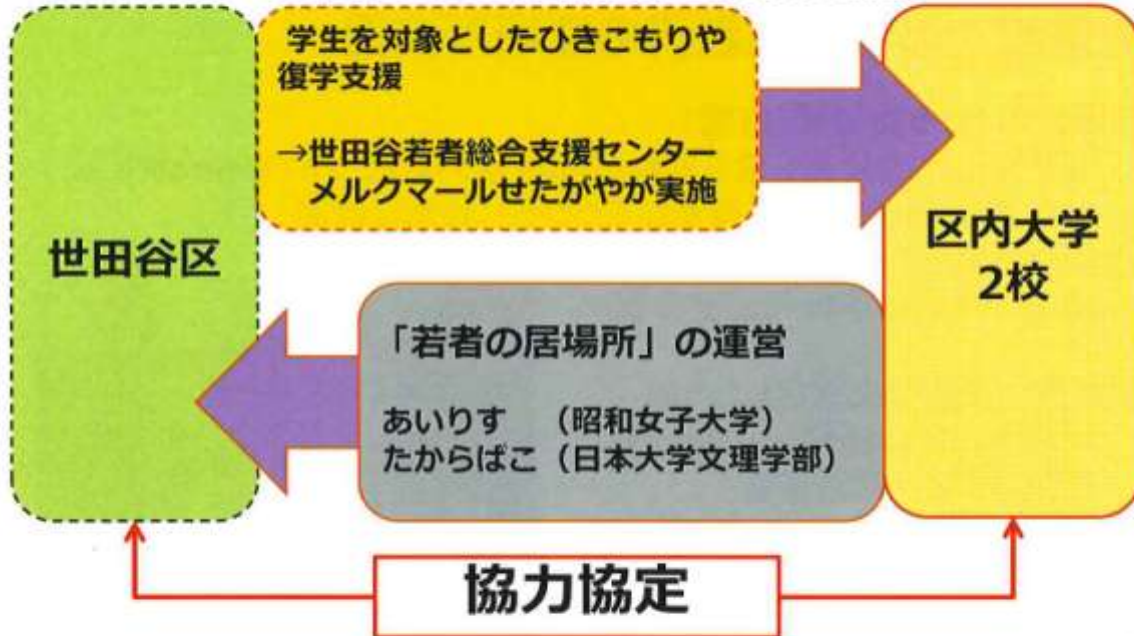 世田谷区
学生を対象としたひきこもりや
復学支援
→世田谷若者総合支援センター
メルクマールせたがやが実施
区内大学
2校
「若者の居場所」の運営
あいりす （昭和女子大学）
たからばこ（日本大学文理学部）
協力協定